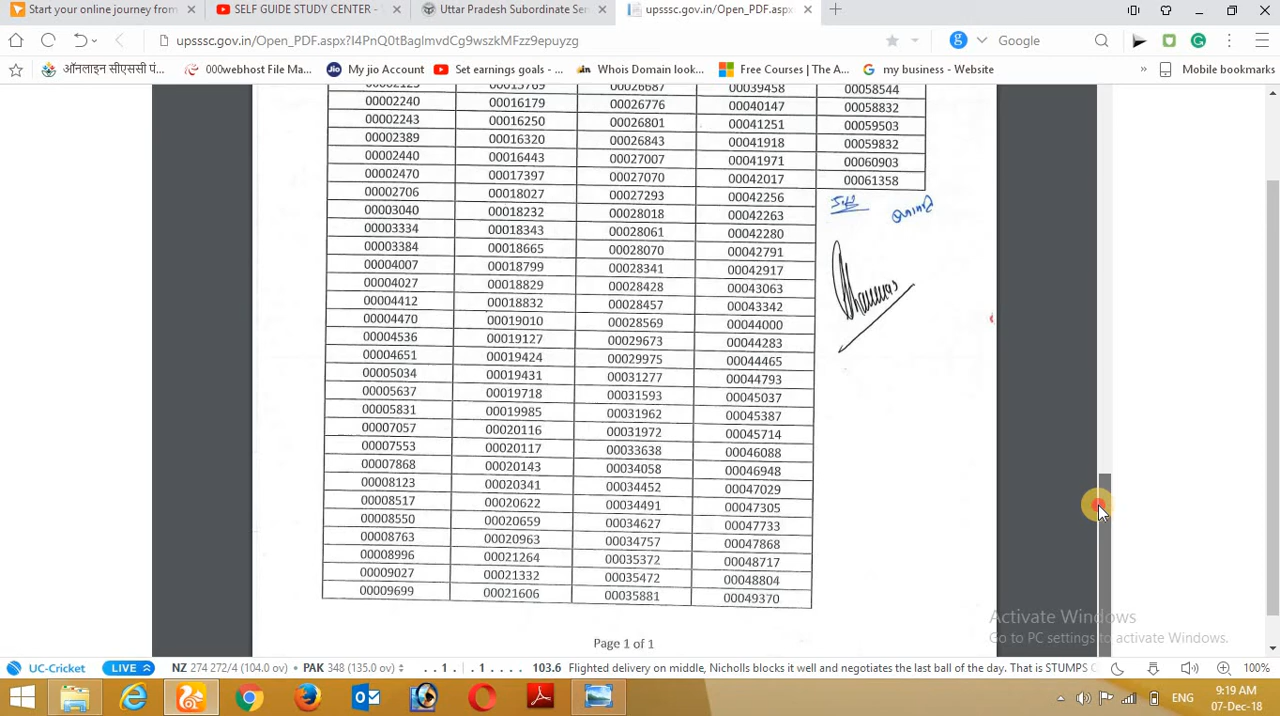 Start your online journey from SELF GUIDE STUDY CENTER - Uttar Pradesh Subordinate Ser upsssc.gov.in/Open_PDF.aspx?
upsssc.gov.in/Open_PDF.aspx?I4PnQ0tBaglmvdCg9wszkMFzz9epuyzg Google
ऑनलाइन सीएससी पं... 000webhost File Ma... My jio Account Set earnings goals - ... Whois Domain look... Free Courses | The A... my business - Website » Mobile bookmarks
00002125 00015769 00026687 00039458 00058544
00002240 00016179 00026776 00040147 00058832
00002243 00016250 00026801 00041251 00059503
00002389 00016320 00026843 00041918 00059832
00002440 00016443 00027007 00041971 00060903
00002470 00017397 00027070 00042017 00061358
00002706 00018027 00027293 00042256
00003040 00018232 00028018 00042263
00003334 00018343 00028061 00042280
00003384 00018665 00028070 00042791
00004007 00018799 00028341 00042917
00004027 00018829 00028428 00043063
00004412 00018832 00028457 00043342
00004470 00019010 00028569 00044000
00004536 00019127 00029673 00044283
00004651 00019424 00029975 00044465
00005034 00019431 00031277 00044793
00005637 00019718 00031593 00045037
00005831 00019985 00031962 00045387
00007057 00020116 00031972 00045714
00007553 00020117 00033638 00046088
00007868 00020143 00034058 00046948
00008123 00020341 00034452 00047029
00008517 00020622 00034491 00047305
00008550 00020659 00034627 00047733
00008763 00020963 00034757 00047868
00008996 00021264 00035372 00048717
00009027 00021332 00035472 00048804
00009699 00021606 00035881 00049370
Page 1 of 1
Activate Windows
Go to PC settings to activate Windows.
UC-Cricket LIVE NZ 274 272/4 (104.0 ov) PAK 348 (135.0 ov) . . 1 . | . 1 . . . . 103.6 Flighted delivery on middle, Nicholls blocks it well and negotiates the last ball of the day. That is STUMPS 100%
ENG 9:19 AM
07-Dec-18